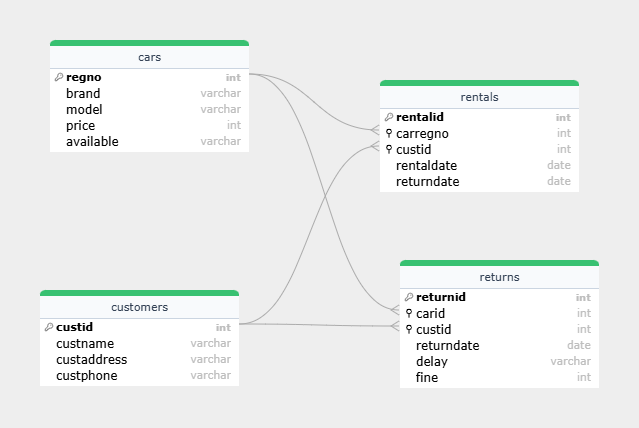 cars
regno int
brand varchar
model varchar
price int
available varchar
rentals
rentalid int
carregno int
custid int
rentaldate date
returndate date
customers
custid int
custname varchar
custaddress varchar
custphone varchar
returns
returnid int
carid int
custid int
returndate date
delay varchar
fine int